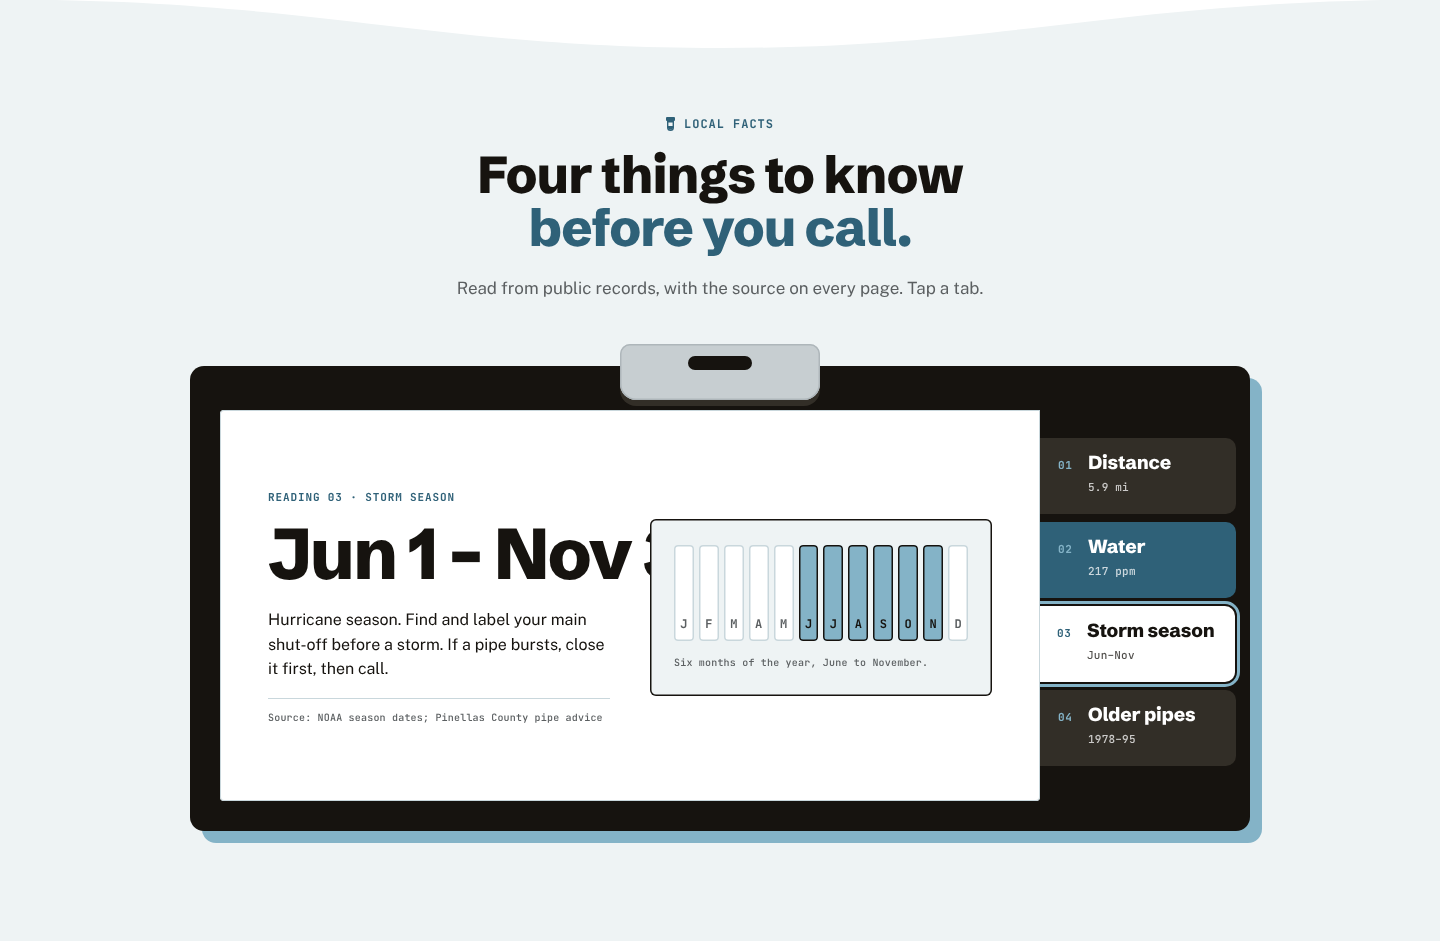 LOCAL FACTS
Four things to know
before you call.
Read from public records, with the source on every page. Tap a tab.
READING 03 · STORM SEASON
Jun 1 – Nov
Hurricane season. Find and label your main
shut-off before a storm. If a pipe bursts, close
it first, then call.
Source: NOAA season dates; Pinellas County pipe advice
J F M A M J J A S O N D
Six months of the year, June to November.
01 Distance
5.9 mi
02 Water
217 ppm
03 Storm season
Jun–Nov
04 Older pipes
1978–95